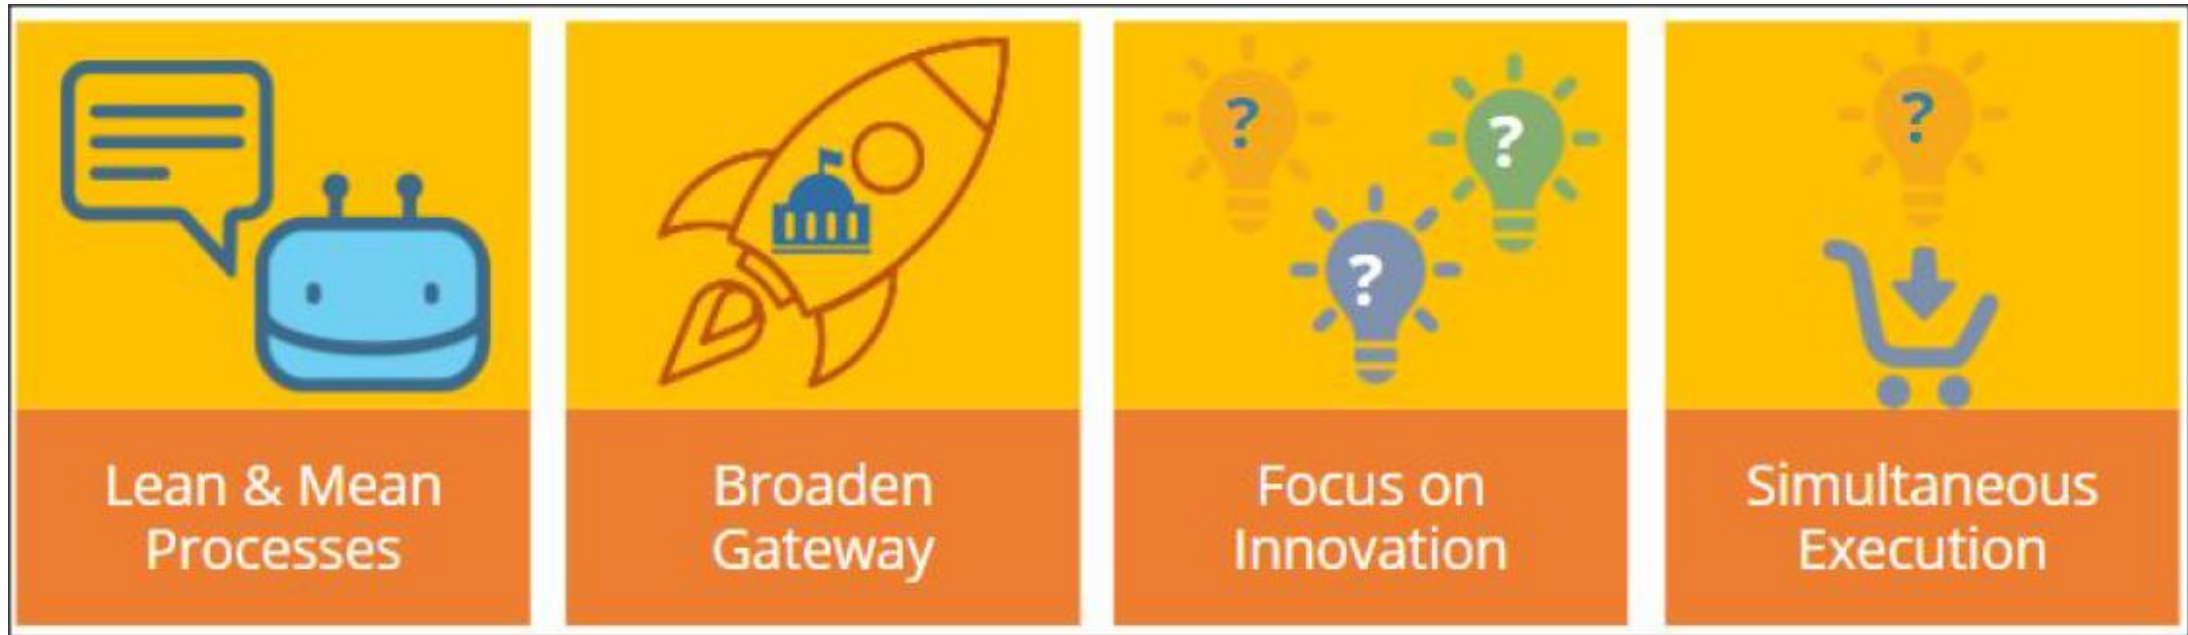 Lean & Mean
Processes
Broaden
Gateway
?
?
?
Focus on
Innovation
?
Simultaneous
Execution